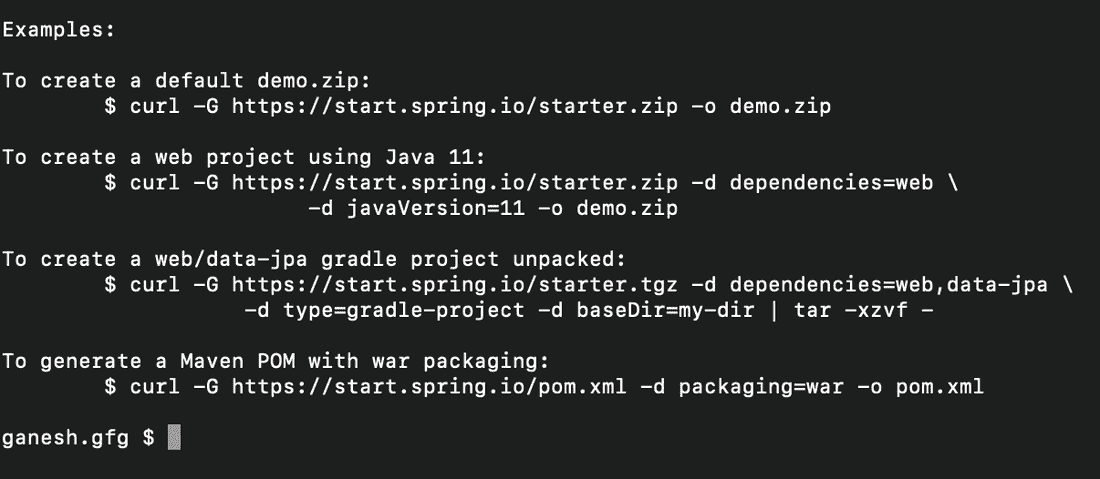 Examples:
To create a default demo.zip:
$ curl -G https://start.spring.io/starter.zip -o demo.zip
To create a web project using Java 11:
$ curl -G https://start.spring.io/starter.zip -d dependencies=web \
-d javaVersion=11 -o demo.zip
To create a web/data-jpa gradle project unpacked:
$ curl -G https://start.spring.io/starter.tgz -d dependencies=web,data-jpa \
-d type=gradle-project -d baseDir=my-dir | tar -xzvf -
To generate a Maven POM with war packaging:
$ curl -G https://start.spring.io/pom.xml -d packaging=war -o pom.xml
ganesh.gfg $